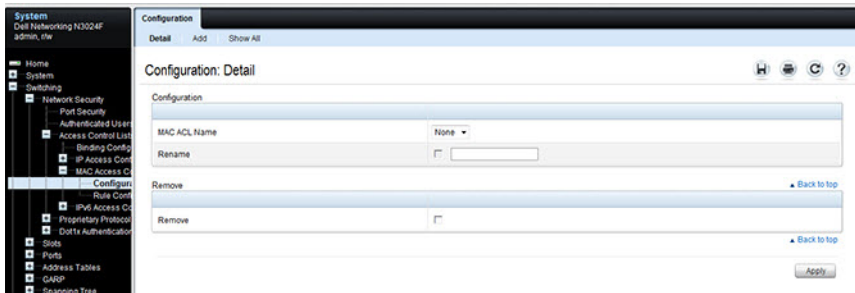 System
Dell Networking N3024F
admin, r/w
Home
System
Switching
Network Security
Port Security
Authenticated Users
Access Control List
Binding Config
IP Access Cont
MAC Access Co
Configura
Rule Confi
IPv6 Access Co
Proprietary Protocol
Dot1x Authentication
Slots
Ports
Address Tables
GARP
Spanning Tree
Configuration
Detail Add Show All
Configuration: Detail
Configuration
MAC ACL Name None
Rename
Remove
Back to top
Remove
Back to top
Apply